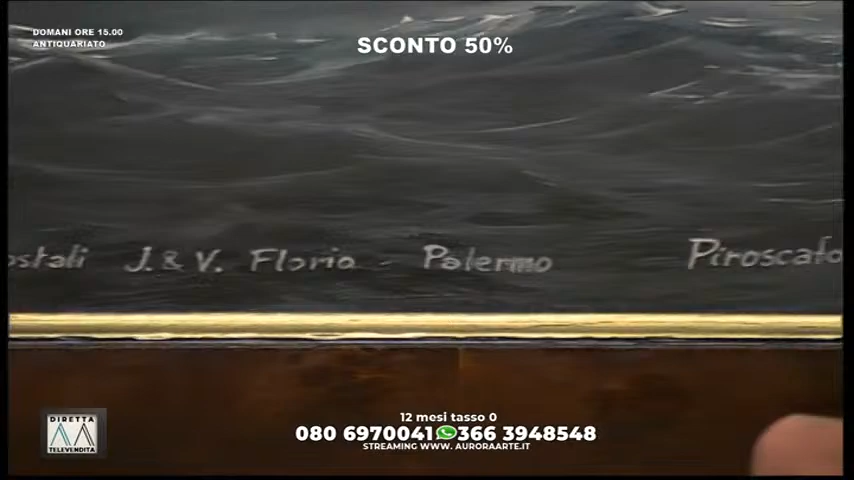 DOMANI ORE 15.00
ANTIQUARIATO
SCONTO 50%
ostali J. & V. Florio - Palermo Piroscafo
12 mesi tasso 0
080 6970041 366 3948548
STREAMING WWW. AURORAARTE.IT
DIRETTA
TELEVENDITA